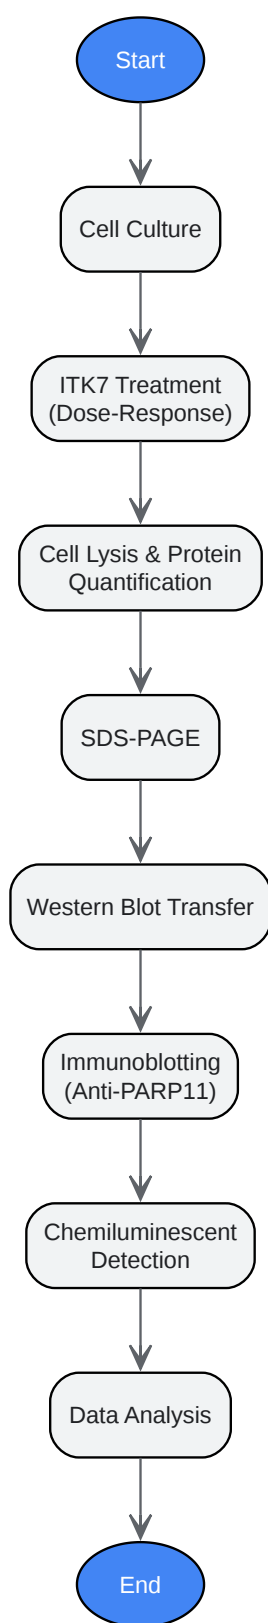 Start
Cell Culture
ITK7 Treatment
(Dose-Response)
Cell Lysis & Protein
Quantification
SDS-PAGE
Western Blot Transfer
Immunoblotting
(Anti-PARP11)
Chemiluminescent
Detection
Data Analysis
End